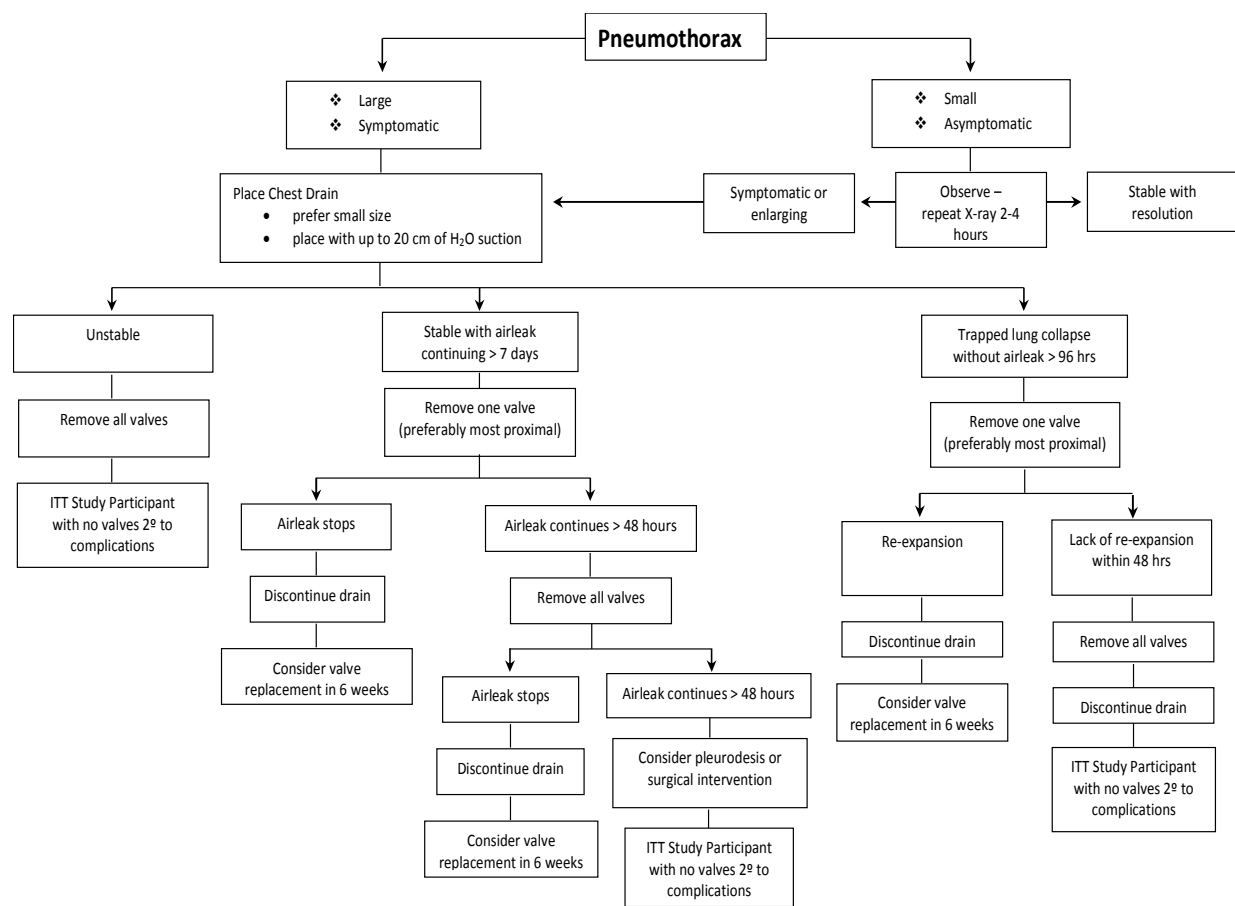 Pneumothorax
❖ Large
❖ Symptomatic
❖ Small
❖ Asymptomatic
Place Chest Drain
• prefer small size
• place with up to 20 cm of H₂O suction
Symptomatic or
enlarging
Observe –
repeat X-ray 2-4
hours
Stable with
resolution
Unstable
Stable with airleak
continuing > 7 days
Trapped lung collapse
without airleak > 96 hrs
Remove all valves
Remove one valve
(preferably most proximal)
Remove one valve
(preferably most proximal)
ITT Study Participant
with no valves 2º to
complications
Airleak stops
Airleak continues > 48 hours
Re-expansion
Lack of re-expansion
within 48 hrs
Discontinue drain
Remove all valves
Discontinue drain
Remove all valves
Consider valve
replacement in 6 weeks
Airleak stops
Airleak continues > 48 hours
Consider valve
replacement in 6 weeks
Discontinue drain
Discontinue drain
Consider pleurodesis or
surgical intervention
ITT Study Participant
with no valves 2º to
complications
Consider valve
replacement in 6 weeks
ITT Study Participant
with no valves 2º to
complications